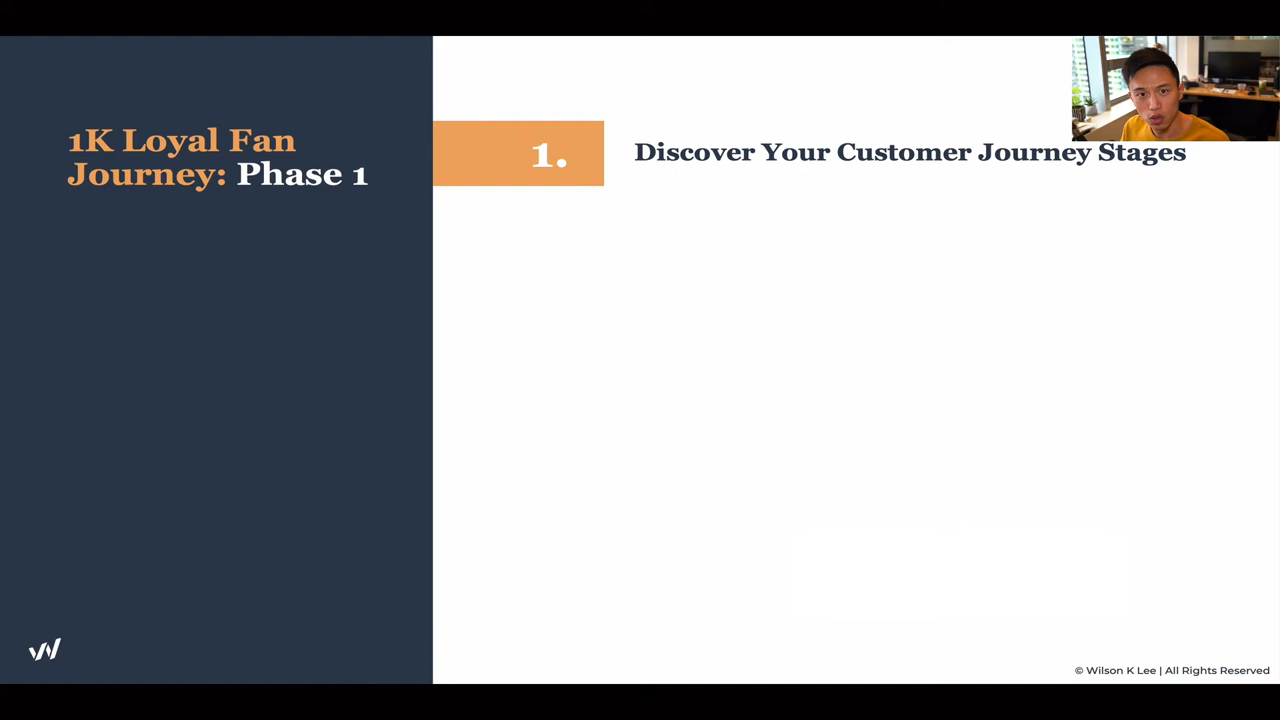 1K Loyal Fan
Journey: Phase 1
1.
Discover Your Customer Journey Stages
© Wilson K Lee | All Rights Reserved